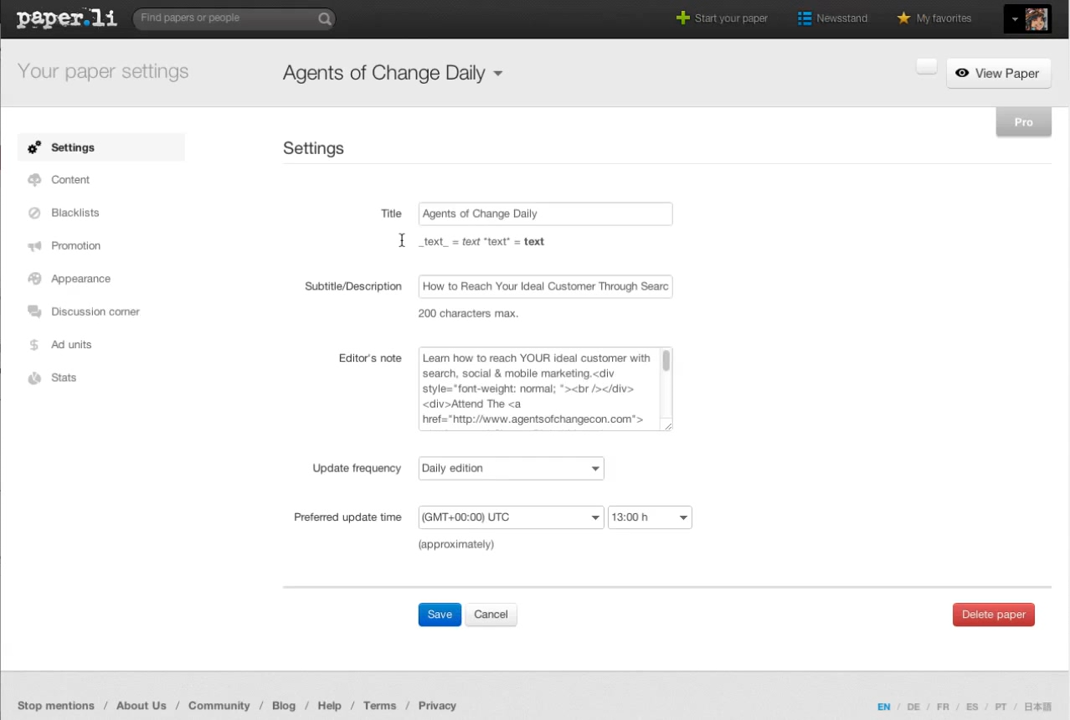 paper.li
Find papers or people
Start your paper
Newsstand
My favorites
Your paper settings
Agents of Change Daily
View Paper
Pro
Settings
Content
Blacklists
Promotion
Appearance
Discussion corner
Ad units
Stats
Settings
Title
Agents of Change Daily
_text_ = text *text* = text
Subtitle/Description
How to Reach Your Ideal Customer Through Searc
200 characters max.
Editor's note
Learn how to reach YOUR ideal customer with
search, social & mobile marketing.<div
style="font-weight: normal; "><br /></div>
<div>Attend The <a
href="http://www.agentsofchangecon.com">
Update frequency
Daily edition
Preferred update time
(GMT+00:00) UTC
13:00 h
(approximately)
Save
Cancel
Delete paper
Stop mentions / About Us / Community / Blog / Help / Terms / Privacy
EN / DE / FR / ES / PT / 日本語